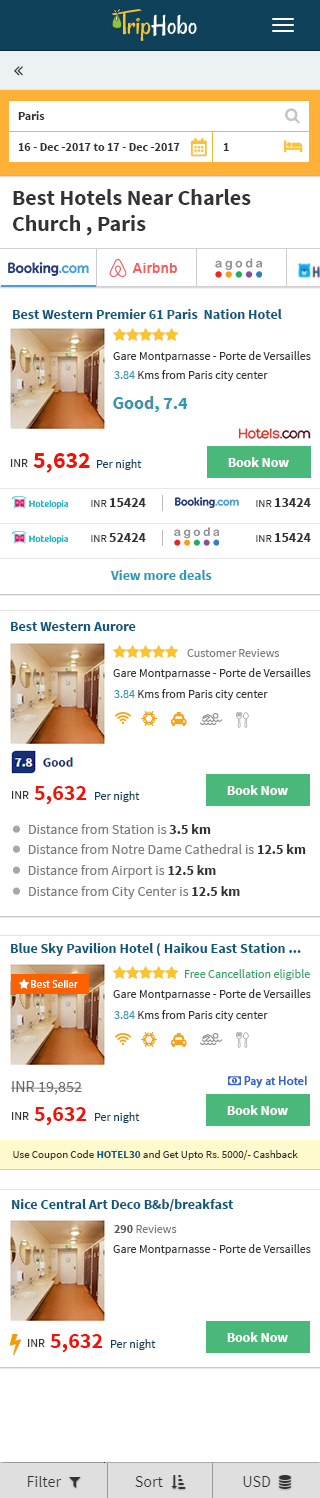 TripHobo
«
Paris
16 - Dec -2017 to 17 - Dec -2017 1
Best Hotels Near Charles
Church , Paris
Booking.com Airbnb agoda H
Best Western Premier 61 Paris Nation Hotel
Gare Montparnasse - Porte de Versailles
3.84 Kms from Paris city center
Good, 7.4
Hotels.com
INR 5,632 Per night Book Now
Hotelopia INR 15424 Booking.com INR 13424
Hotelopia INR 52424 agoda INR 15424
View more deals
Best Western Aurore
Customer Reviews
Gare Montparnasse - Porte de Versailles
3.84 Kms from Paris city center
7.8 Good
INR 5,632 Per night Book Now
Distance from Station is 3.5 km
Distance from Notre Dame Cathedral is 12.5 km
Distance from Airport is 12.5 km
Distance from City Center is 12.5 km
Blue Sky Pavilion Hotel ( Haikou East Station ...
Best Seller Free Cancellation eligible
Gare Montparnasse - Porte de Versailles
3.84 Kms from Paris city center
INR 19,852 Pay at Hotel
INR 5,632 Per night Book Now
Use Coupon Code HOTEL30 and Get Upto Rs. 5000/- Cashback
Nice Central Art Deco B&b/breakfast
290 Reviews
Gare Montparnasse - Porte de Versailles
INR 5,632 Per night Book Now
Filter Sort USD